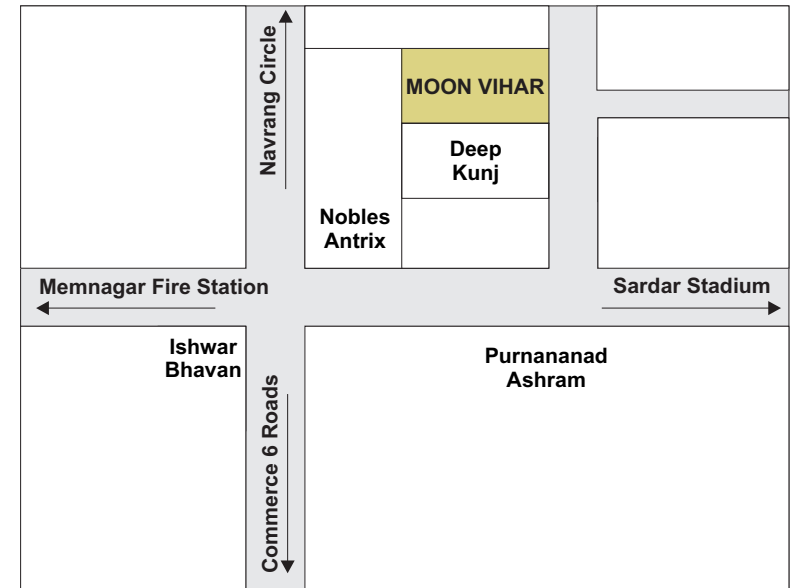 Navrang Circle
MOON VIHAR
Deep
Kunj
Nobles
Antrix
Memnagar Fire Station
Sardar Stadium
Ishwar
Bhavan
Purnananad
Ashram
Commerce 6 Roads